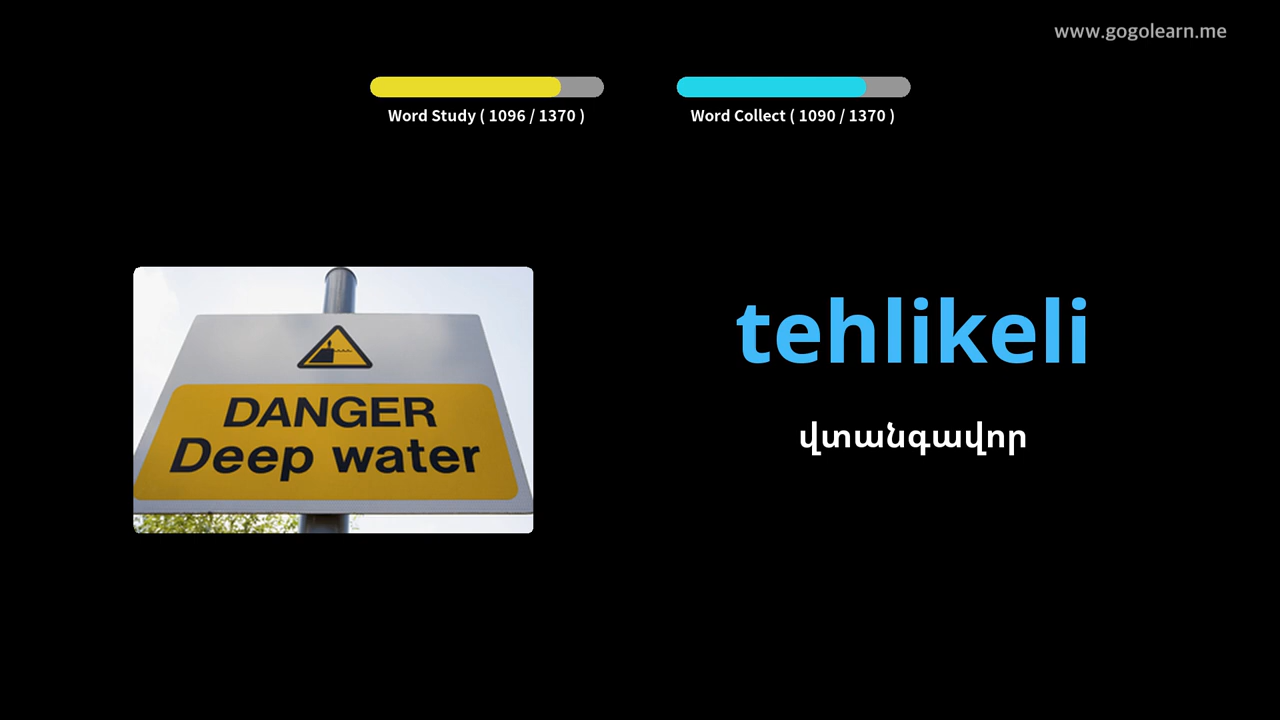 www.gogolearn.me
Word Study ( 1096 / 1370 )
Word Collect ( 1090 / 1370 )
DANGER
Deep water
tehlikeli
վտանգավոր